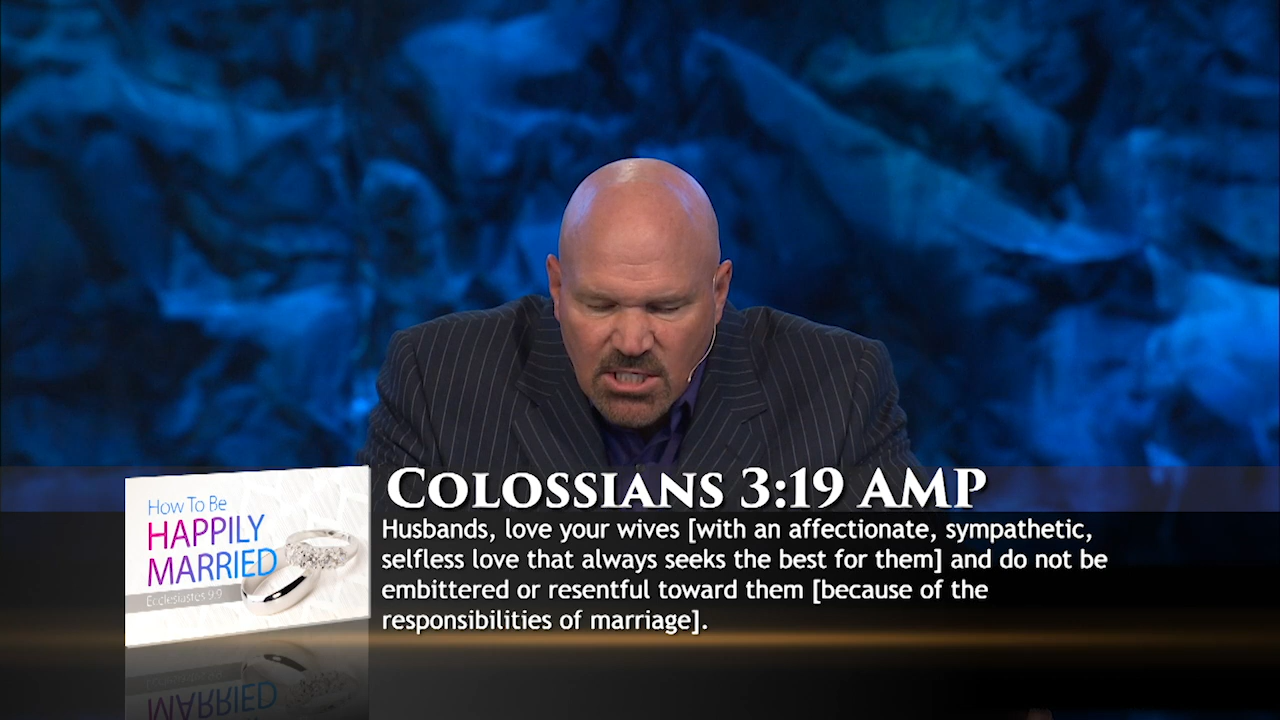 COLOSSIANS 3:19 AMP
Husbands, love your wives [with an affectionate, sympathetic,
selfless love that always seeks the best for them] and do not be
embittered or resentful toward them [because of the
responsibilities of marriage].
How To Be
HAPPILY
MARRIED
Ecclesiastes 9:9